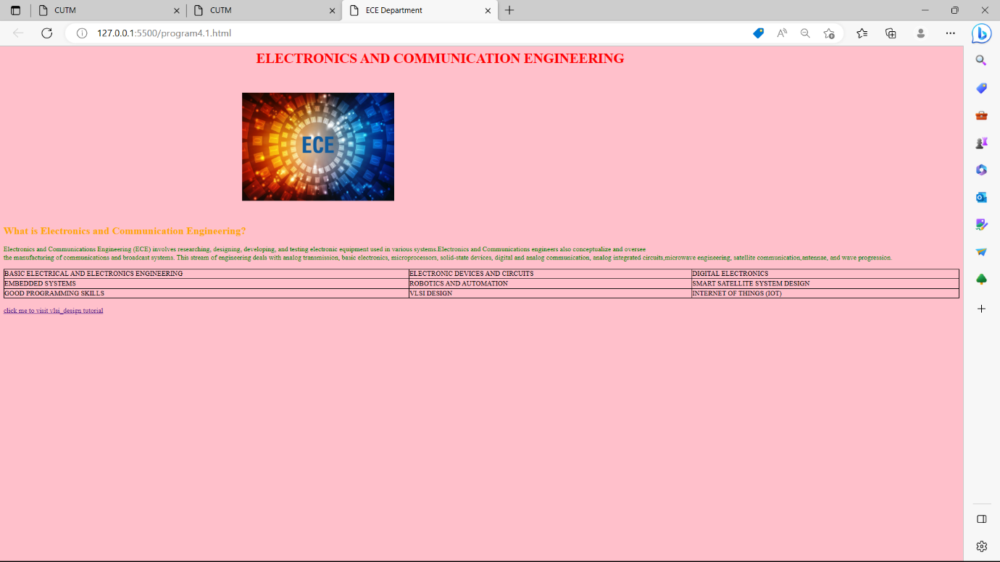 CUTM
CUTM
ECE Department
127.0.0.1:5500/program4.1.html
ELECTRONICS AND COMMUNICATION ENGINEERING
ECE
What is Electronics and Communication Engineering?
Electronics and Communications Engineering (ECE) involves researching, designing, developing, and testing electronic equipment used in various systems.Electronics and Communications engineers also conceptualize and oversee
the manufacturing of communications and broadcast systems. This stream of engineering deals with analog transmission, basic electronics, microprocessors, solid-state devices, digital and analog communication, analog integrated circuits,microwave engineering, satellite communication,antennae, and wave progression.
BASIC ELECTRICAL AND ELECTRONICS ENGINEERING ELECTRONIC DEVICES AND CIRCUITS DIGITAL ELECTRONICS
EMBEDDED SYSTEMS ROBOTICS AND AUTOMATION SMART SATELLITE SYSTEM DESIGN
GOOD PROGRAMMING SKILLS VLSI DESIGN INTERNET OF THINGS (IOT)
click me to visit vlsi_design tutorial